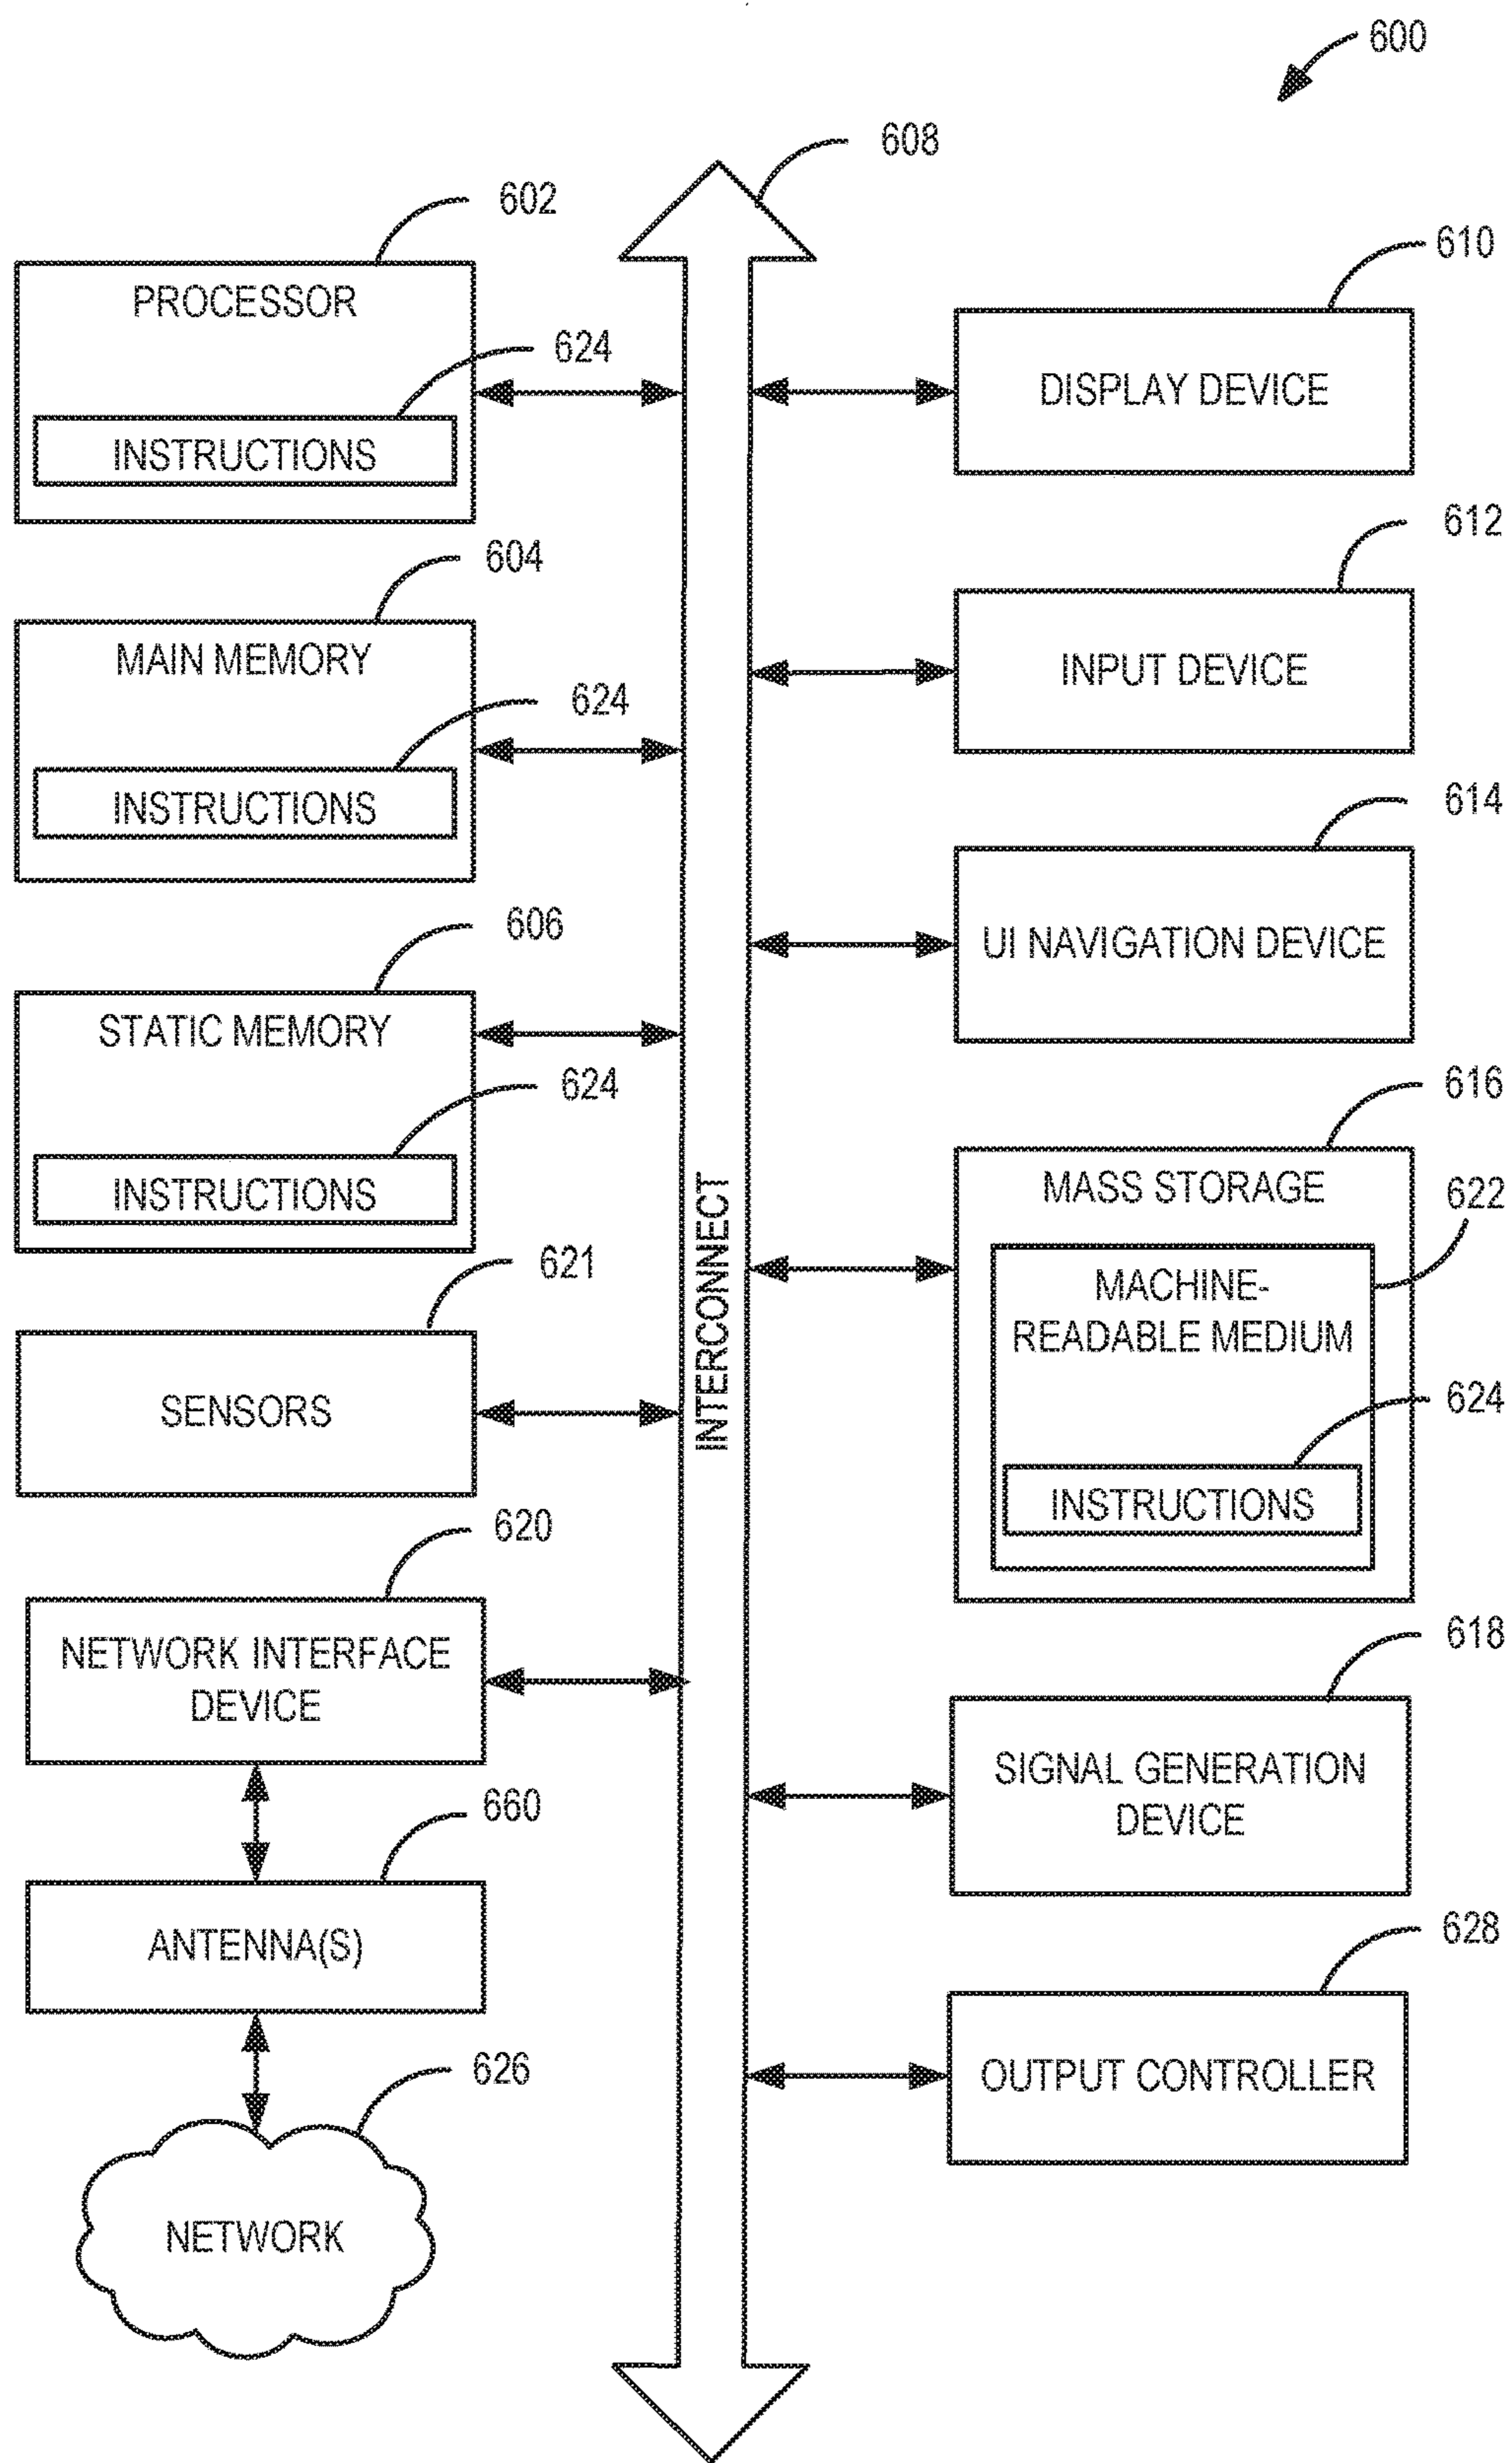 600
608
602
PROCESSOR
624
INSTRUCTIONS
604
MAIN MEMORY
624
INSTRUCTIONS
606
STATIC MEMORY
624
INSTRUCTIONS
621
SENSORS
620
NETWORK INTERFACE
DEVICE
660
ANTENNA(S)
626
NETWORK
INTERCONNECT
610
DISPLAY DEVICE
612
INPUT DEVICE
614
UI NAVIGATION DEVICE
616
MASS STORAGE
622
MACHINE-
READABLE MEDIUM
624
INSTRUCTIONS
618
SIGNAL GENERATION
DEVICE
628
OUTPUT CONTROLLER